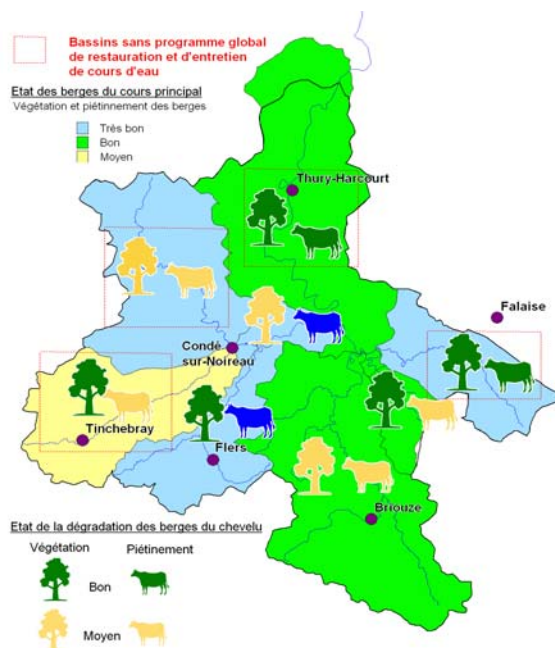 Bassins sans programme global
de restauration et d'entretien
de cours d'eau
Etat des berges du cours principal
Végétation et piétinnement des berges
Très bon
Bon
Moyen
Thury-Harcourt
Falaise
Condé
sur-Noireau
Tinchebray
Flers
Briouze
Etat de la dégradation des berges du chevelu
Végétation Piétinement
Bon
Moyen